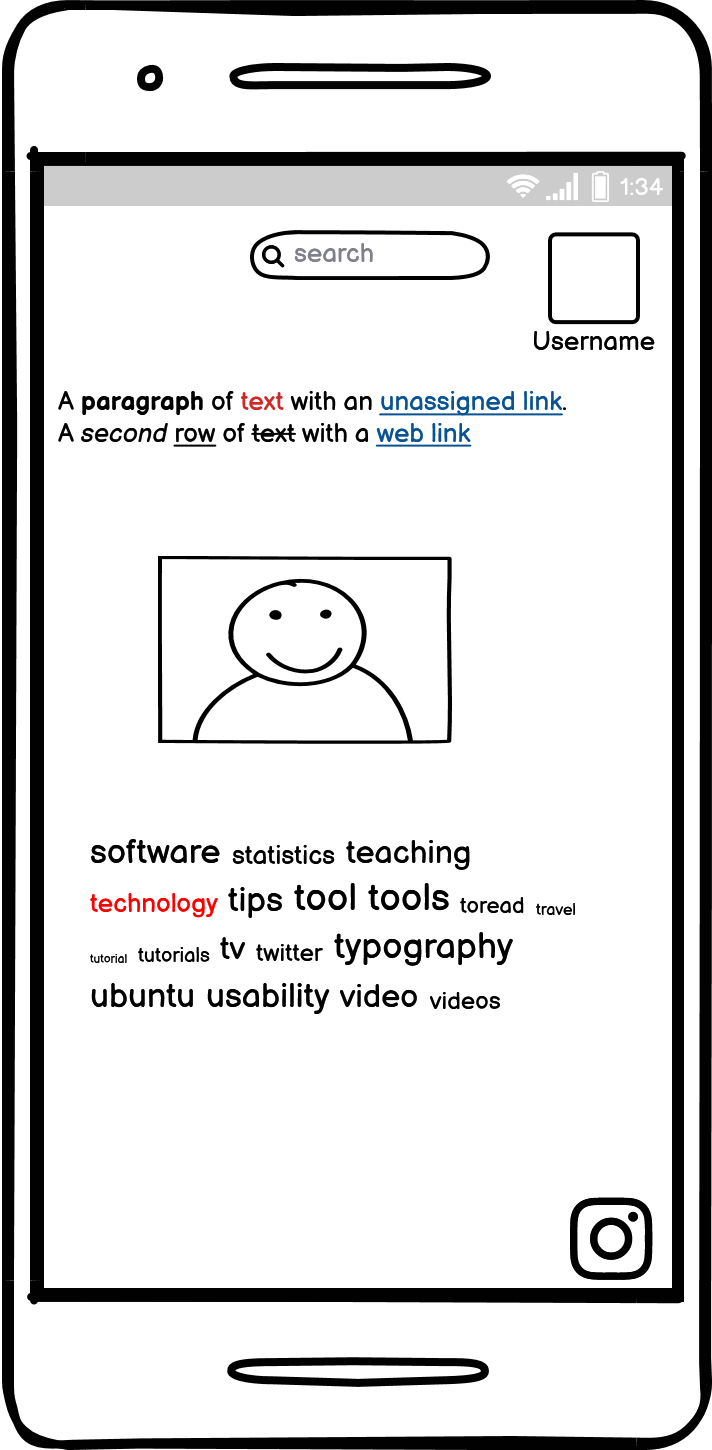 1:34
search
Username
A paragraph of text with an unassigned link.
A second row of text with a web link
software statistics teaching
technology tips tool tools toread travel
tutorial tutorials tv twitter typography
ubuntu usability video videos